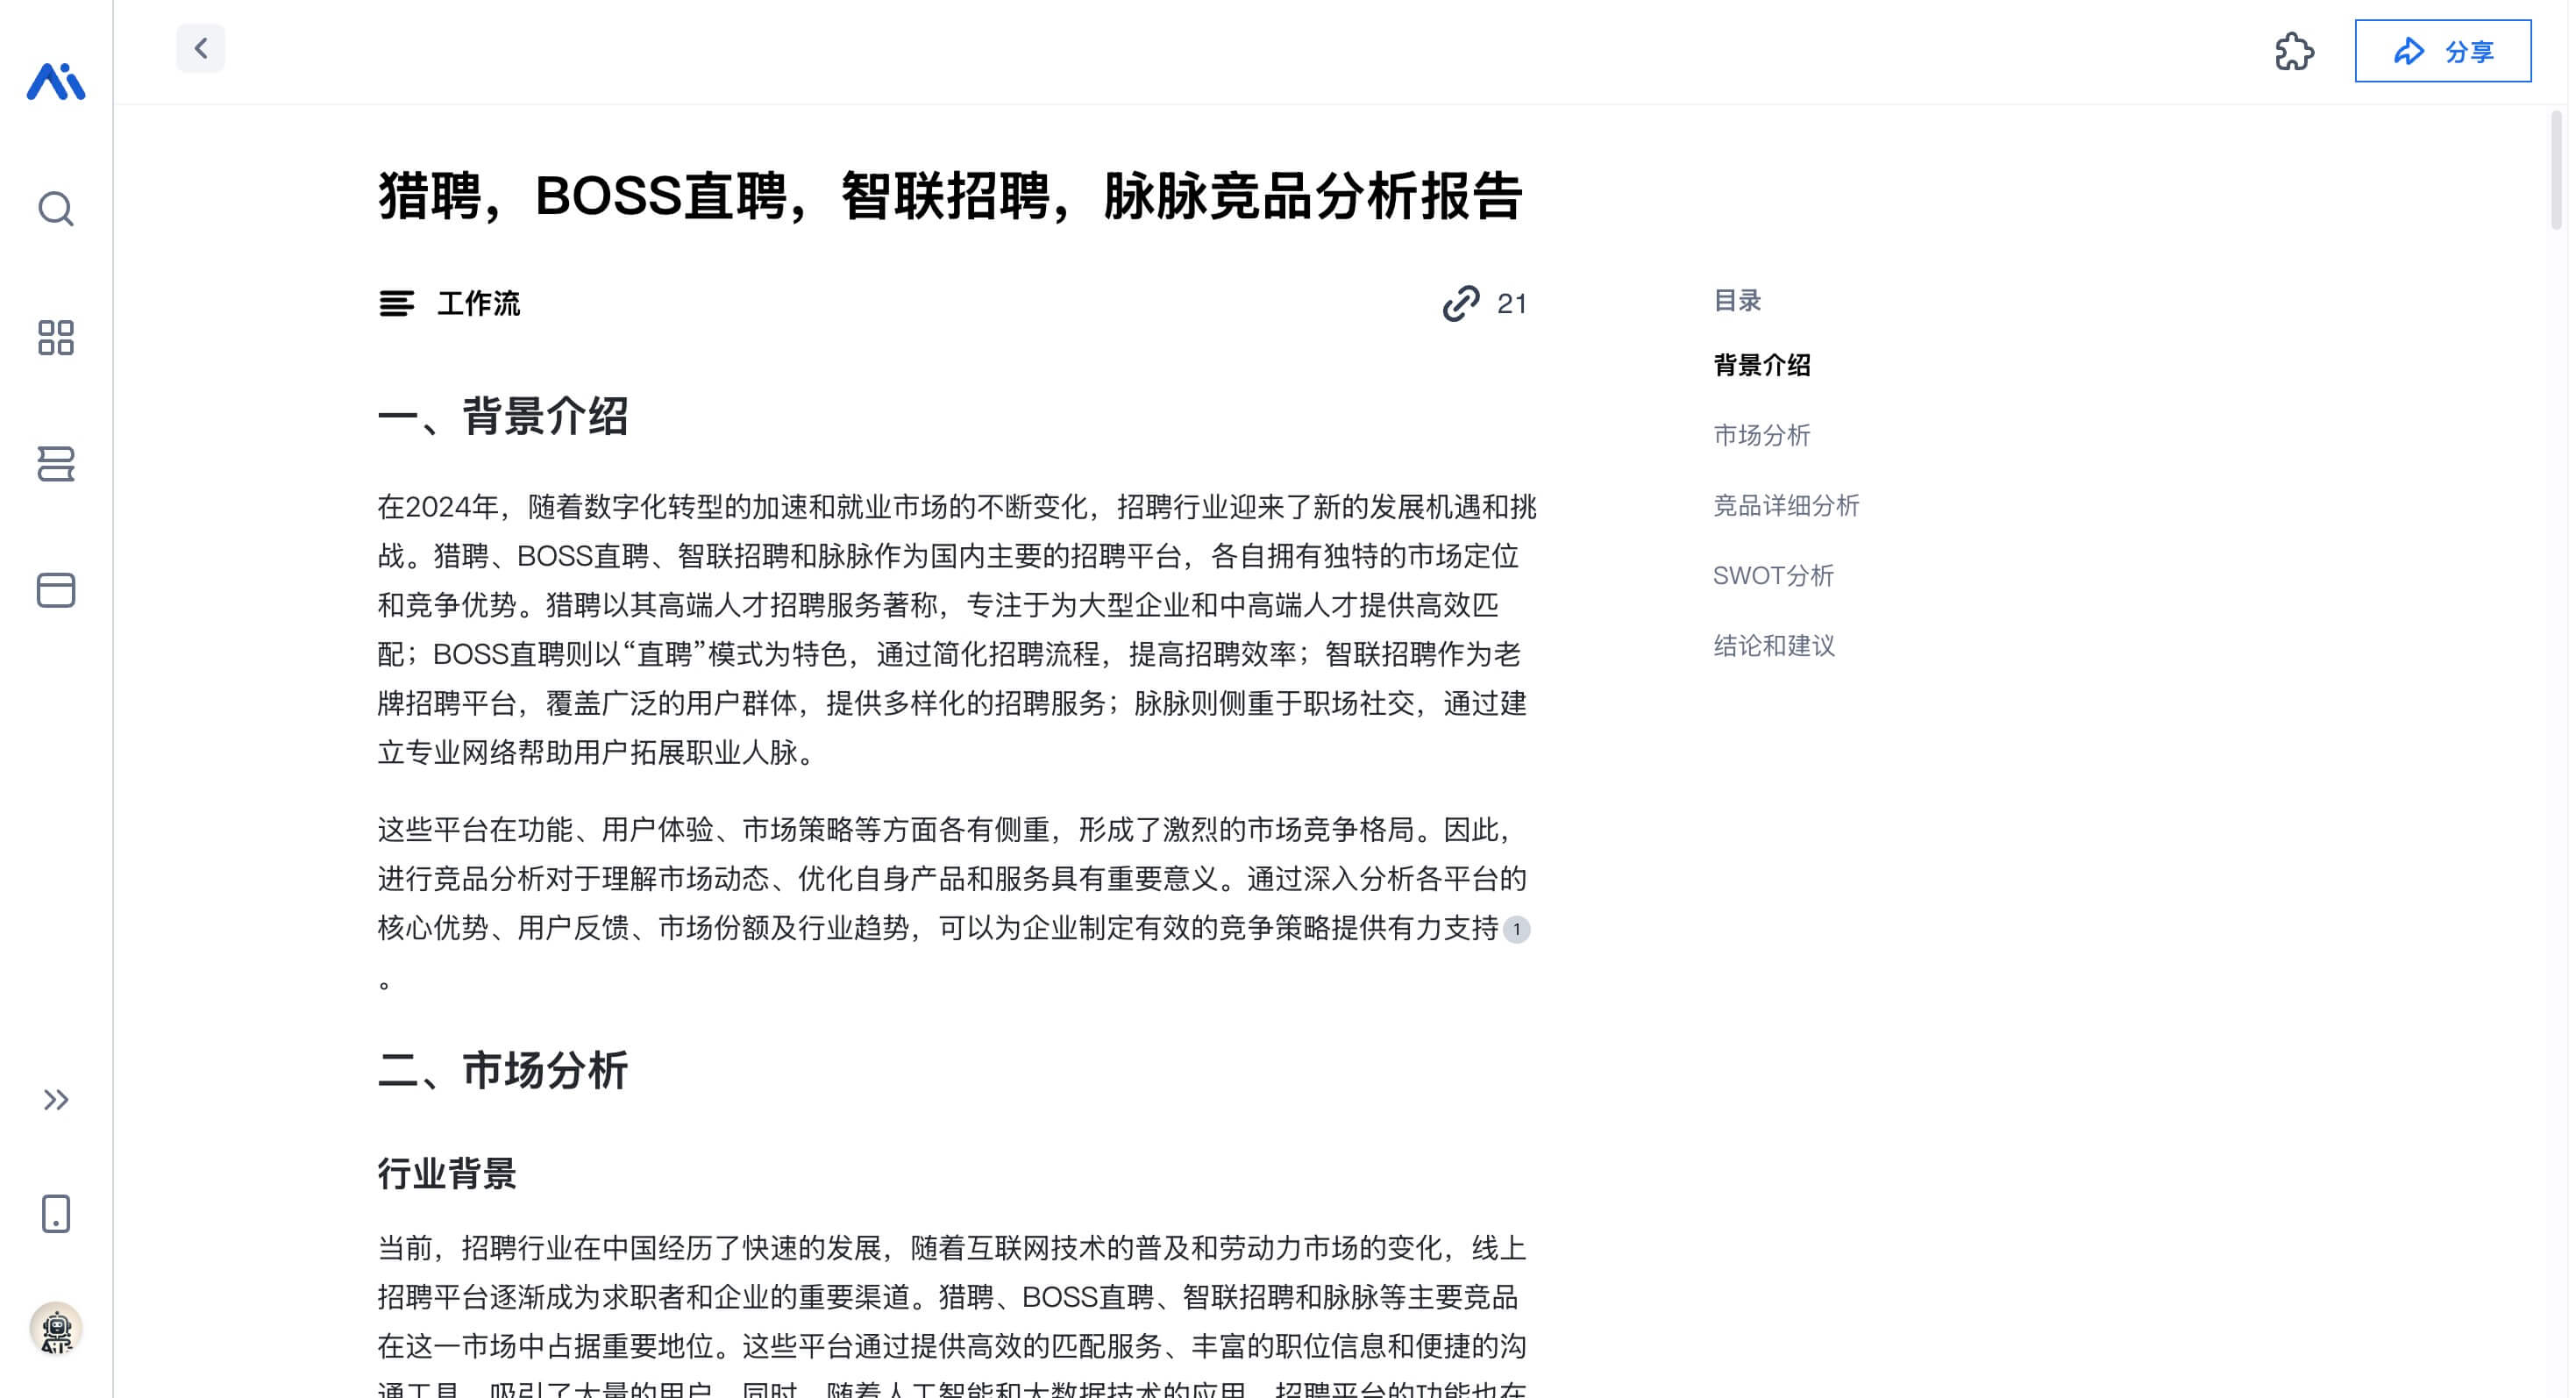 分享
猎聘，BOSS直聘，智联招聘，脉脉竞品分析报告
工作流
21
一、背景介绍
在2024年，随着数字化转型的加速和就业市场的不断变化，招聘行业迎来了新的发展机遇和挑
战。猎聘、BOSS直聘、智联招聘和脉脉作为国内主要的招聘平台，各自拥有独特的市场定位
和竞争优势。猎聘以其高端人才招聘服务著称，专注于为大型企业和中高端人才提供高效匹
配；BOSS直聘则以“直聘”模式为特色，通过简化招聘流程，提高招聘效率；智联招聘作为老
牌招聘平台，覆盖广泛的用户群体，提供多样化的招聘服务；脉脉则侧重于职场社交，通过建
立专业网络帮助用户拓展职业人脉。
这些平台在功能、用户体验、市场策略等方面各有侧重，形成了激烈的市场竞争格局。因此，
进行竞品分析对于理解市场动态、优化自身产品和服务具有重要意义。通过深入分析各平台的
核心优势、用户反馈、市场份额及行业趋势，可以为企业制定有效的竞争策略提供有力支持 1
。
二、市场分析
行业背景
当前，招聘行业在中国经历了快速的发展，随着互联网技术的普及和劳动力市场的变化，线上
招聘平台逐渐成为求职者和企业的重要渠道。猎聘、BOSS直聘、智联招聘和脉脉等主要竞品
在这一市场中占据重要地位。这些平台通过提供高效的匹配服务、丰富的职位信息和便捷的沟
通工具，吸引了大量的用户。同时，随着人工智能和大数据技术的应用，招聘平台的功能也在
目录
背景介绍
市场分析
竞品详细分析
SWOT分析
结论和建议